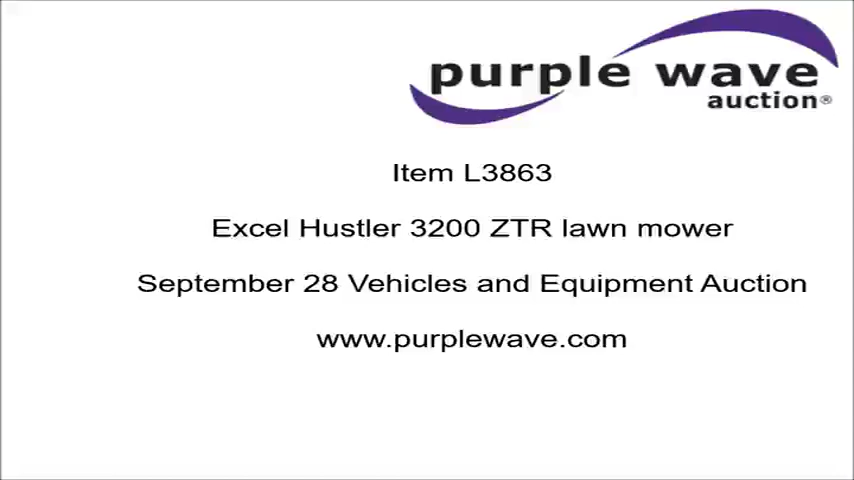 purple wave
auction®
Item L3863
Excel Hustler 3200 ZTR lawn mower
September 28 Vehicles and Equipment Auction
www.purplewave.com